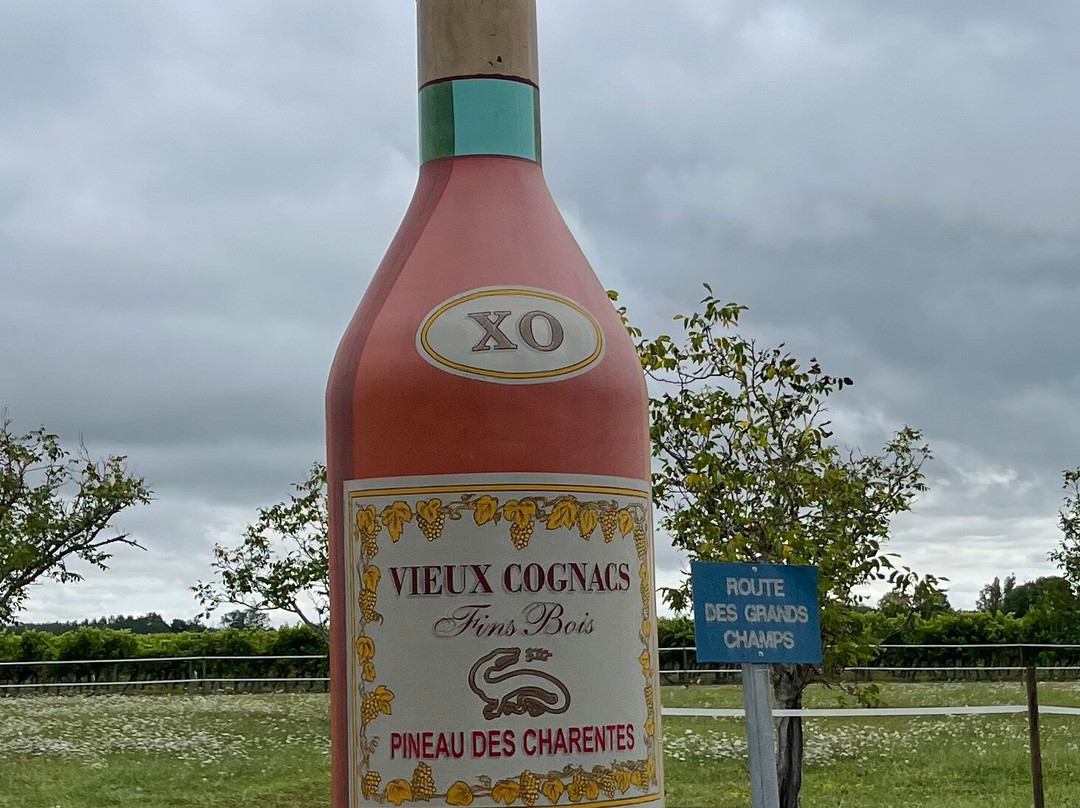 XO
VIEUX COGNACS
Fins Bois
PINEAU DES CHARENTES
ROUTE
DES GRANDS
CHAMPS